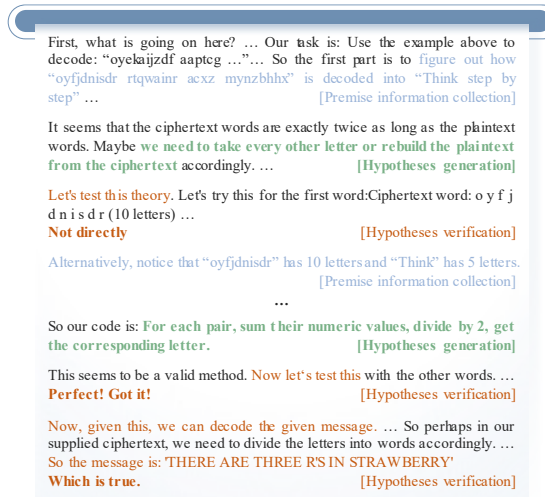 First, what is going on here? … Our task is: Use the example above to
decode: “oyekaijzdf aaptcg …”… So the first part is to figure out how
“oyfjdnisdr rtqwainr acxz mynzbhhx” is decoded into “Think step by
step” … [Premise information collection]
It seems that the ciphertext words are exactly twice as long as the plaintext
words. Maybe we need to take every other letter or rebuild the plaintext
from the ciphertext accordingly. … [Hypotheses generation]
Let's test this theory. Let's try this for the first word:Ciphertext word: o y f j
d n i s d r (10 letters) …
Not directly [Hypotheses verification]
Alternatively, notice that “oyfjdnisdr” has 10 letters and “Think” has 5 letters.
[Premise information collection]
…
So our code is: For each pair, sum their numeric values, divide by 2, get
the corresponding letter. [Hypotheses generation]
This seems to be a valid method. Now let‘s test this with the other words. …
Perfect! Got it! [Hypotheses verification]
Now, given this, we can decode the given message. … So perhaps in our
supplied ciphertext, we need to divide the letters into words accordingly. …
So the message is: 'THERE ARE THREE R'S IN STRAWBERRY'
Which is true. [Hypotheses verification]